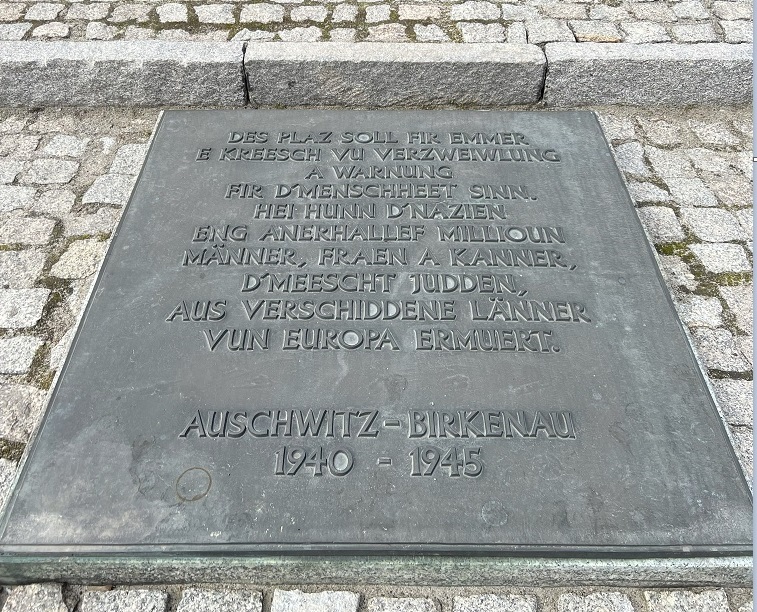 DES PLAZ SOLL FIR EMMER
E KREESCH VU VERZWEIWLUNG
A WARNUNG
FIR D'MENSCHHEET SINN.
HEI HUNN D'NAZIEN
ENG ANERHALLEF MILLIOUN
MÄNNER, FRAEN A KANNER,
D'MEESCHT JUDDEN,
AUS VERSCHIDDENE LÄNNER
VUN EUROPA ERMUERT.
AUSCHWITZ-BIRKENAU
1940 - 1945